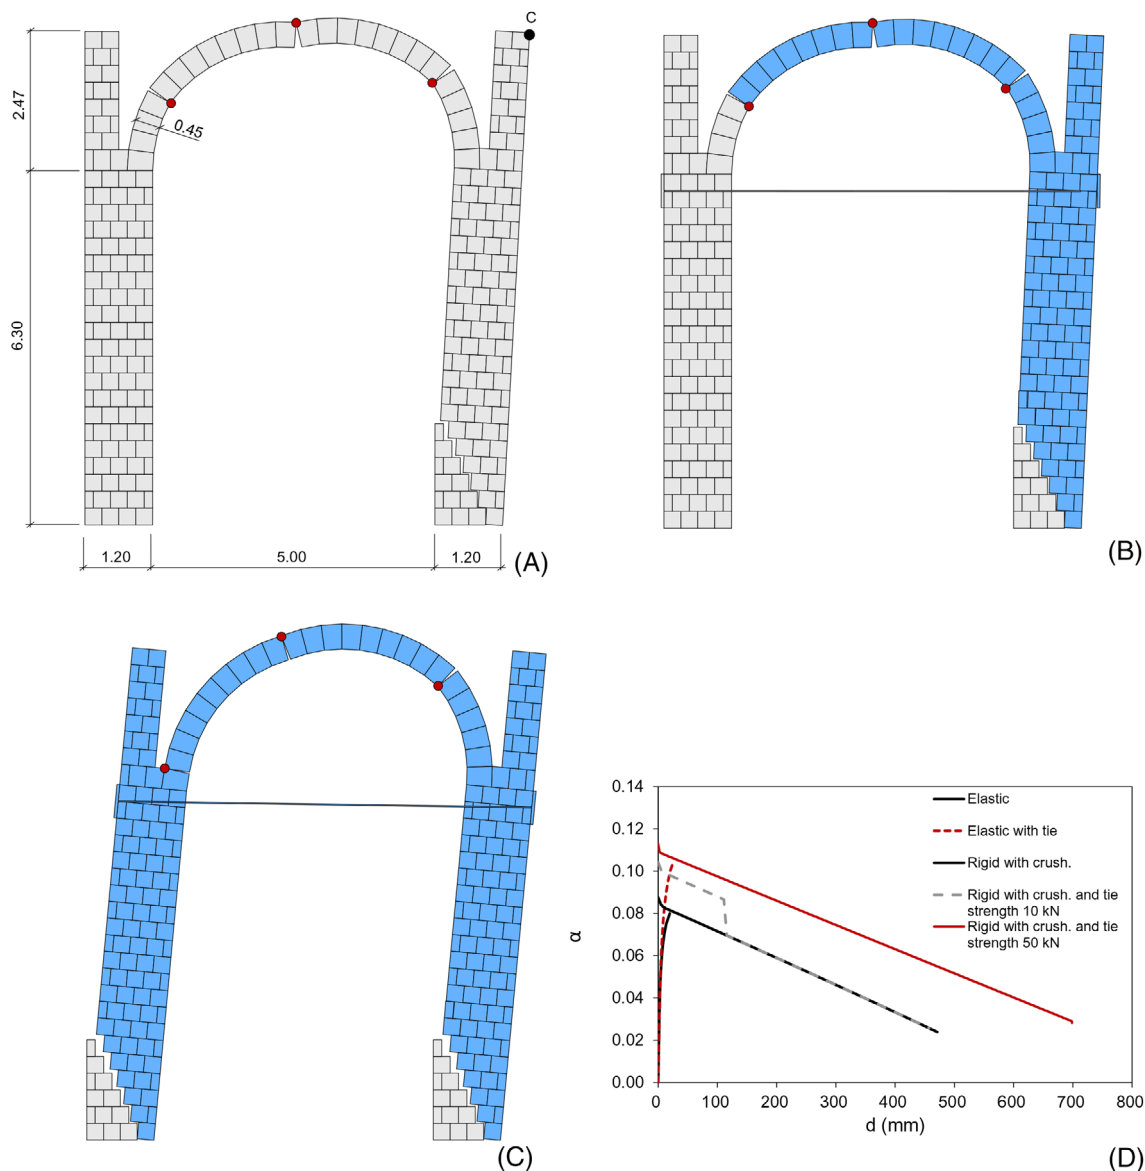 C
2.47
0.45
6.30
1.20
5.00
1.20
(A)
(B)
(C)
0.14
0.12
0.10
0.08
0.06
0.04
0.02
0.00
α
Elastic
Elastic with tie
Rigid with crush.
Rigid with crush. and tie
strength 10 kN
Rigid with crush. and tie
strength 50 kN
0 100 200 300 400 500 600 700 800
d (mm)
(D)